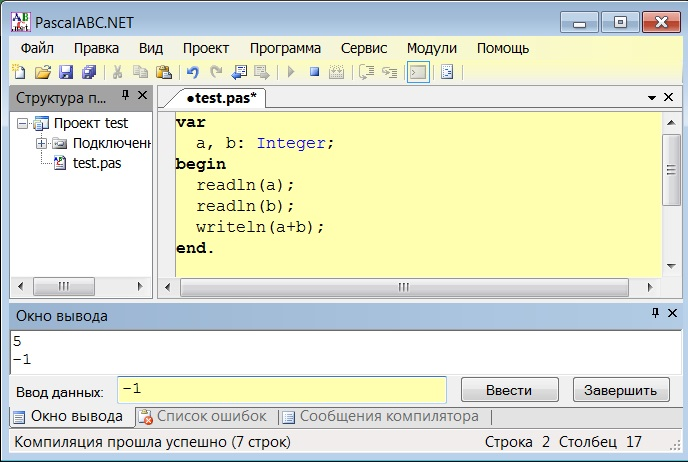 PascalABC.NET
Файл Правка Вид Проект Программа Сервис Модули Помощь
Структура п...
Проект test
Подключенн
test.pas
●test.pas*
var
a, b: Integer;
begin
readln(a);
readln(b);
writeln(a+b);
end.
Окно вывода
5
-1
Ввод данных: -1 Ввести Завершить
Окно вывода Список ошибок Сообщения компилятора
Компиляция прошла успешно (7 строк) Строка 2 Столбец 17